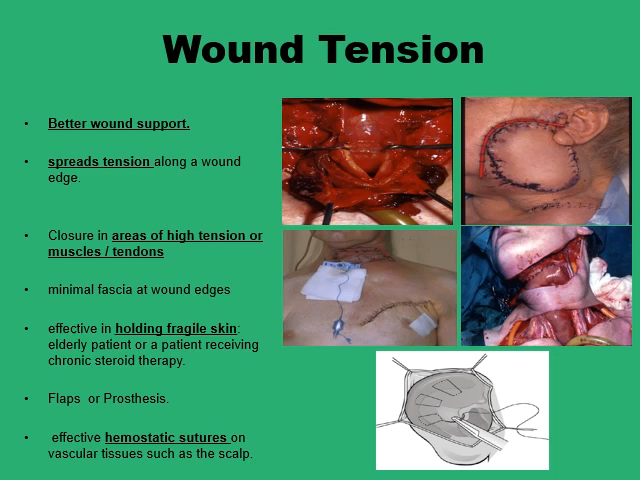 Wound Tension
• Better wound support.
• spreads tension along a wound
edge.
• Closure in areas of high tension or
muscles / tendons
• minimal fascia at wound edges
• effective in holding fragile skin:
elderly patient or a patient receiving
chronic steroid therapy.
• Flaps or Prosthesis.
• effective hemostatic sutures on
vascular tissues such as the scalp.